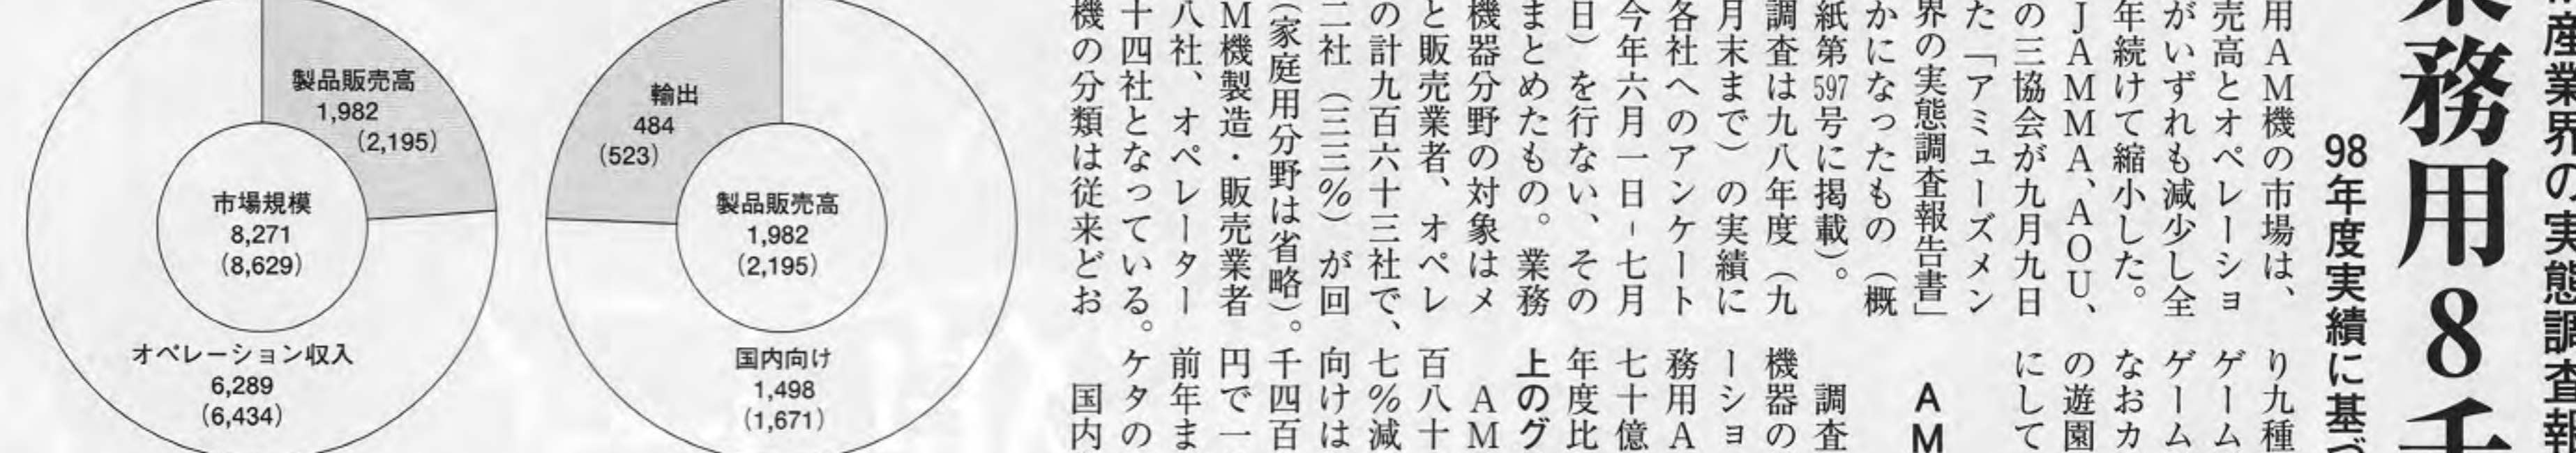 産業界の実態調査報
業務用8千
98年度実績に基づ
用AM機の市場は、
売高とオペレーショ
がいずれも減少し全
年続けて縮小した。
JAMMA、AOU、
の三協会が九月九日
た「アミューズメン
界の実態調査報告書」
かになったもの（概
紙第597号に掲載）。
調査は九八年度（九
月末まで）の実績に
各社へのアンケート
今年六月一日-七月
日）を行ない、その
まとめたもの。業務
機器分野の対象はメ
と販売業者、オペレ
の計九百六十三社で、
二社（三三%）が回
（家庭用分野は省略）。
M機製造・販売業者
八社、オペレーター
十四社となっている。
機の分類は従来どお
り九種
ゲーム
ゲーム
なおカ
の遊園
にして
AM
調査
機器の
ーショ
務用A
七十億
年度比
上のグ
AM
百八十
七%減
向けは
千四百
円で一
前年ま
ケタの
国内
製品販売高
1,982
(2,195)
市場規模
8,271
(8,629)
オペレーション収入
6,289
(6,434)
輸出
484
(523)
製品販売高
1,982
(2,195)
国内向け
1,498
(1,671)